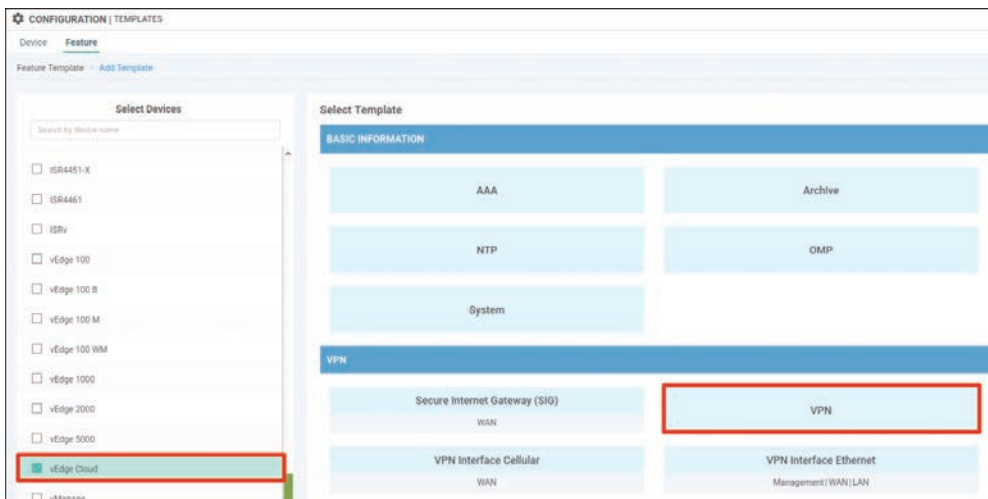 CONFIGURATION | TEMPLATES
Device Feature
Feature Template > Add Template
Select Devices
Search by device name
ISR4451-X
ISR4461
ISRv
vEdge 100
vEdge 100 B
vEdge 100 M
vEdge 100 WM
vEdge 1000
vEdge 2000
vEdge 5000
vEdge Cloud
vManage
Select Template
BASIC INFORMATION
AAA
Archive
NTP
OMP
System
VPN
Secure Internet Gateway (SIG)
WAN
VPN
VPN Interface Cellular
WAN
VPN Interface Ethernet
Management | WAN | LAN